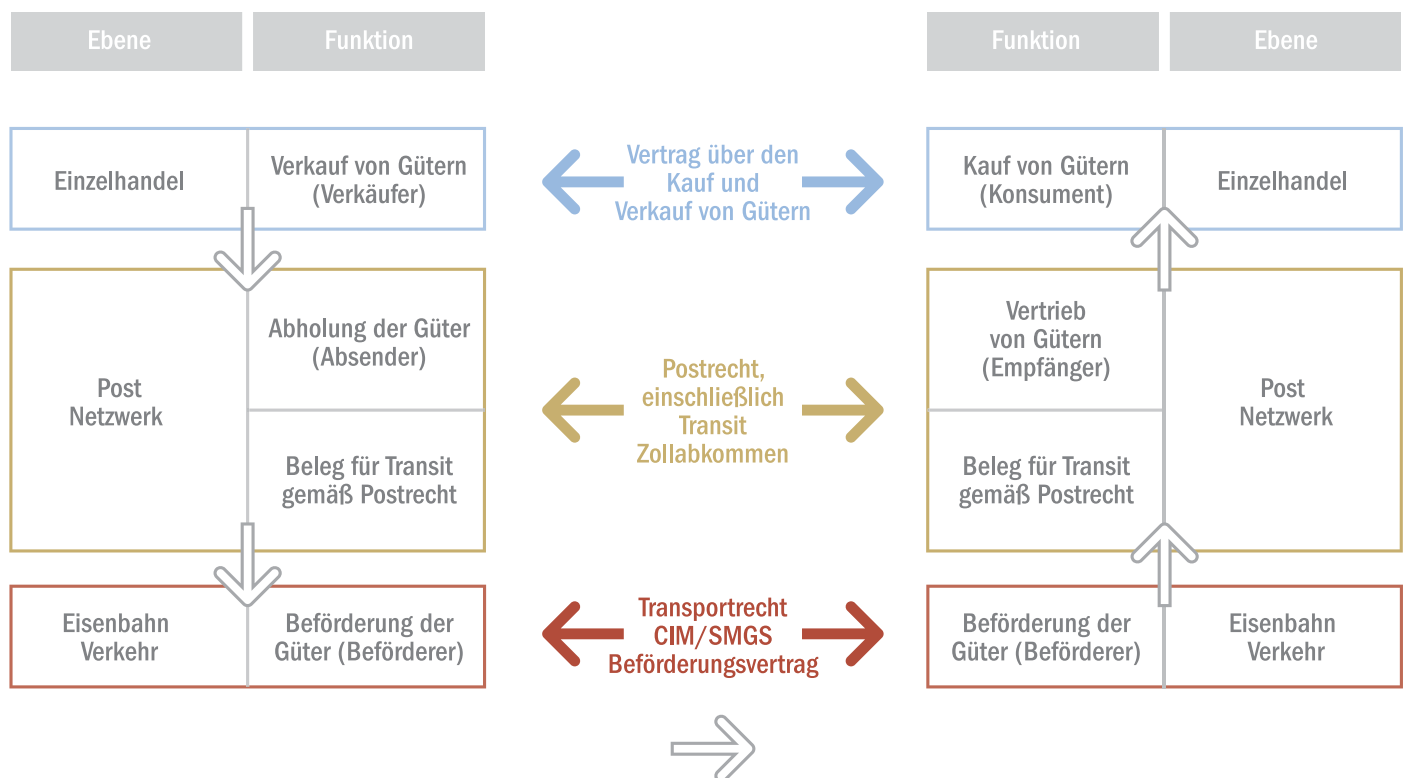 Ebene
Funktion
Funktion
Ebene
Einzelhandel
Verkauf von Gütern
(Verkäufer)
Vertrag über den
Kauf und
Verkauf von Gütern
Kauf von Gütern
(Konsument)
Einzelhandel
Post
Netzwerk
Abholung der Güter
(Absender)
Beleg für Transit
gemäß Postrecht
Postrecht,
einschließlich
Transit
Zollabkommen
Vertrieb
von Gütern
(Empfänger)
Beleg für Transit
gemäß Postrecht
Post
Netzwerk
Eisenbahn
Verkehr
Beförderung der
Güter (Beförderer)
Transportrecht
CIM/SMGS
Beförderungsvertrag
Beförderung der
Güter (Beförderer)
Eisenbahn
Verkehr